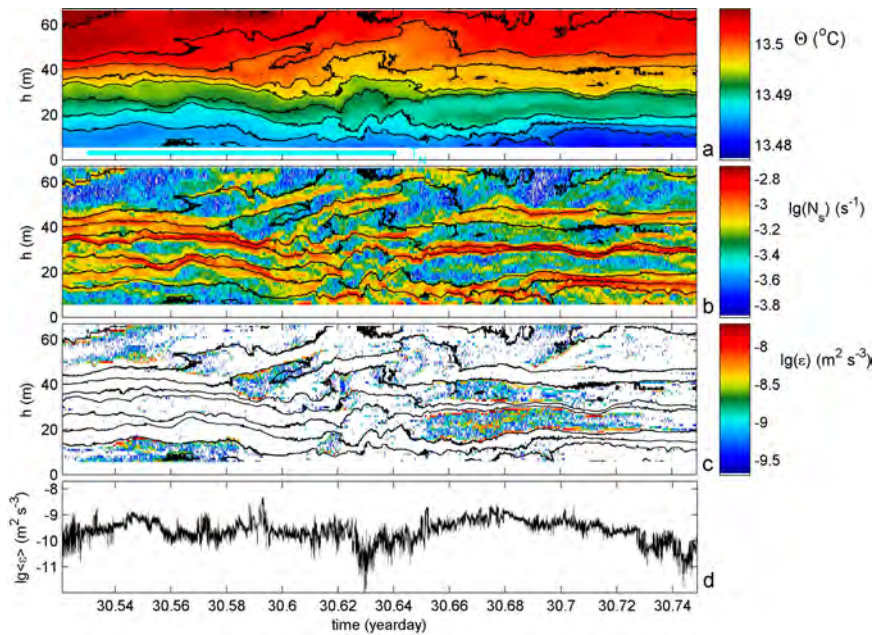 60
40
20
0
h (m)
a
N
13.5
13.49
13.48
Θ (°C)
60
40
20
0
h (m)
b
-2.8
-3
-3.2
-3.4
-3.6
-3.8
lg(Nₛ) (s⁻¹)
60
40
20
0
h (m)
c
-8
-8.5
-9
-9.5
lg(ε) (m² s⁻³)
-8
-9
-10
-11
lg<ε> (m² s⁻³)
d
30.54 30.56 30.58 30.6 30.62 30.64 30.66 30.68 30.7 30.72 30.74
time (yearday)